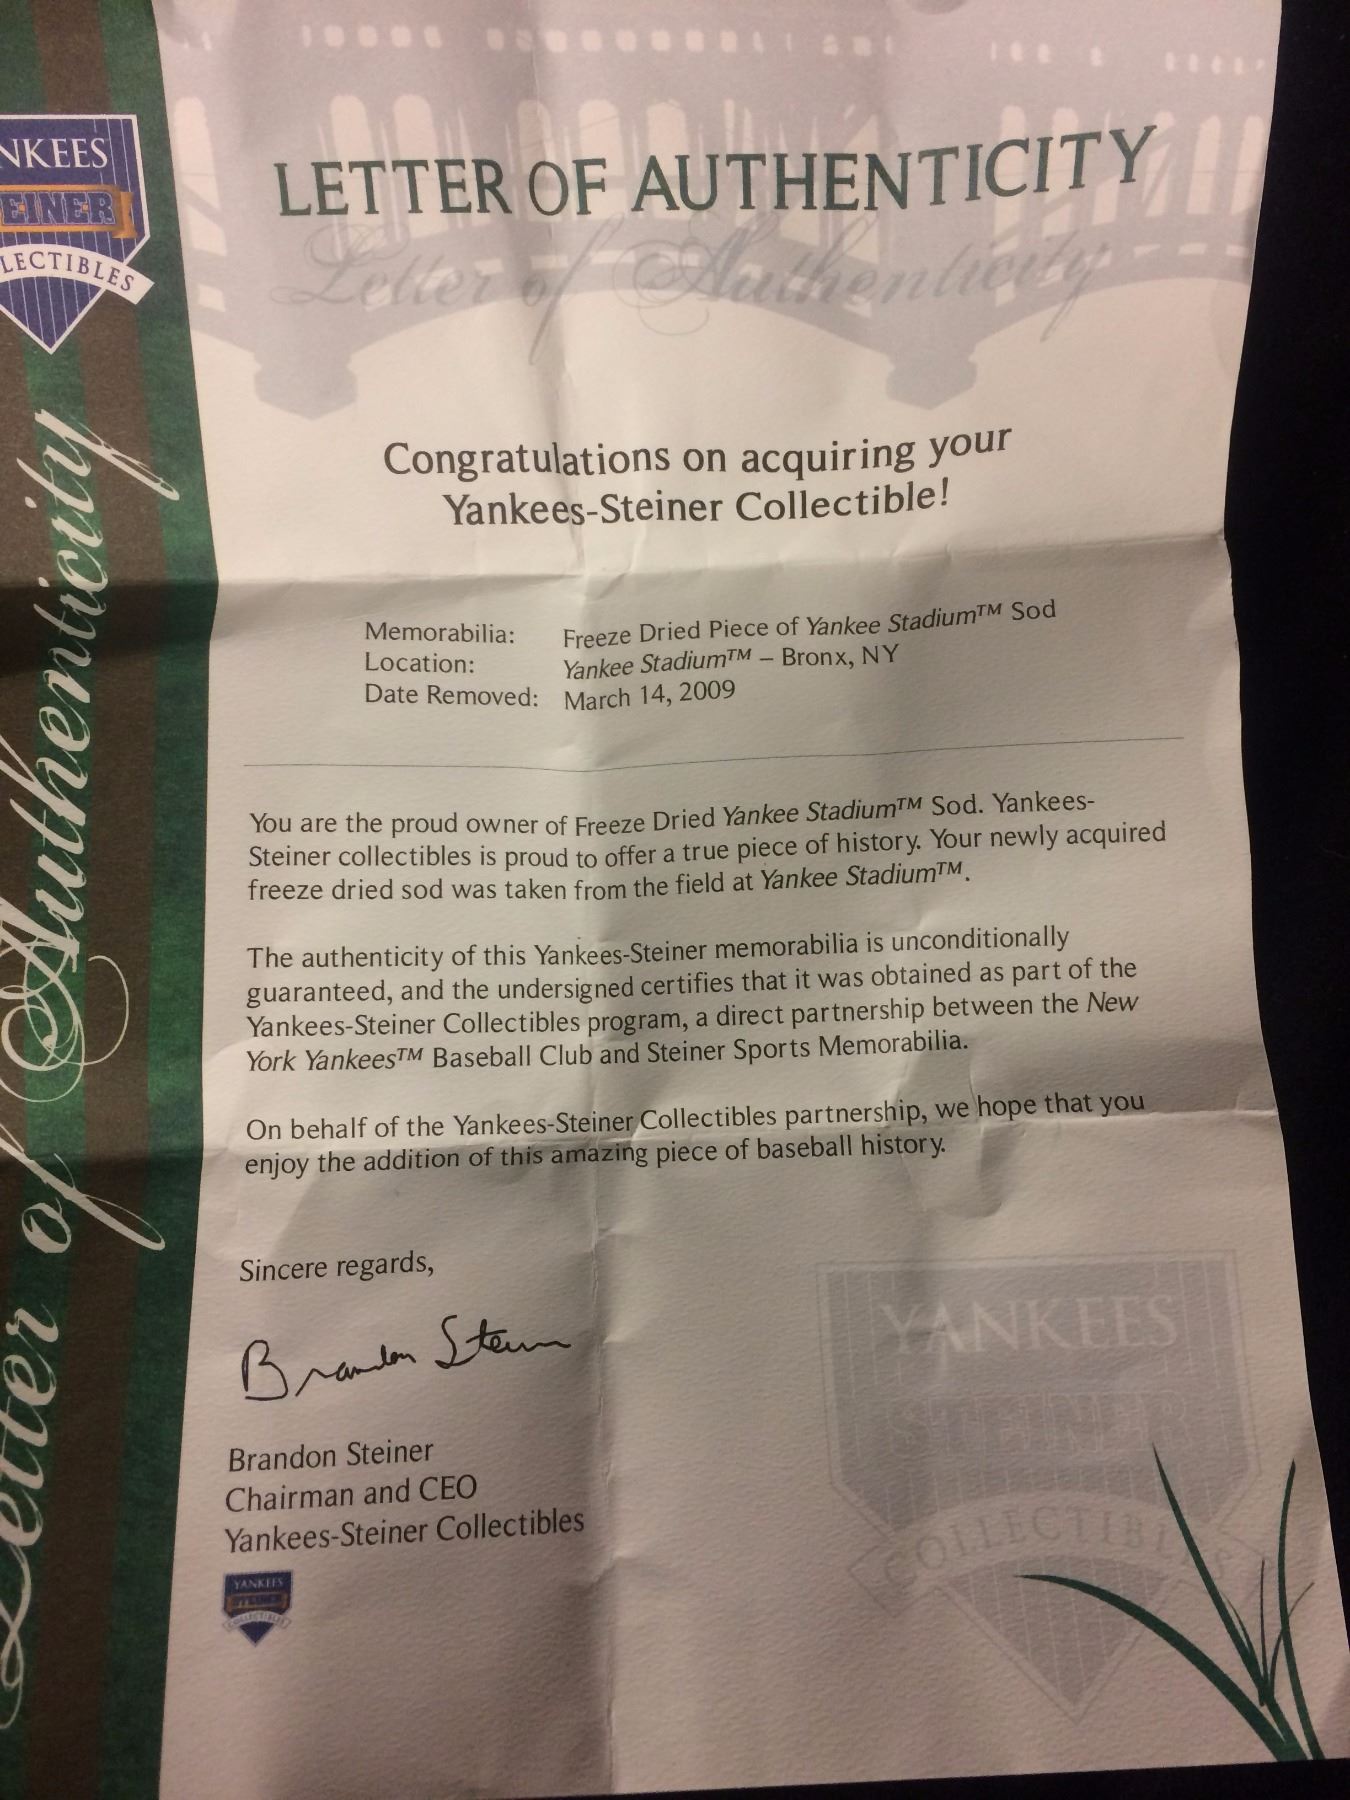 NKEES
EINER
LECTIBLES
Letter of Authenticity
LETTER OF AUTHENTICITY
Letter of Authenticity
Congratulations on acquiring your
Yankees-Steiner Collectible!
Memorabilia: Freeze Dried Piece of Yankee Stadium™ Sod
Location: Yankee Stadium™ – Bronx, NY
Date Removed: March 14, 2009
You are the proud owner of Freeze Dried Yankee Stadium™ Sod. Yankees-
Steiner collectibles is proud to offer a true piece of history. Your newly acquired
freeze dried sod was taken from the field at Yankee Stadium™.
The authenticity of this Yankees-Steiner memorabilia is unconditionally
guaranteed, and the undersigned certifies that it was obtained as part of the
Yankees-Steiner Collectibles program, a direct partnership between the New
York Yankees™ Baseball Club and Steiner Sports Memorabilia.
On behalf of the Yankees-Steiner Collectibles partnership, we hope that you
enjoy the addition of this amazing piece of baseball history.
Sincere regards,
Brandon Steiner
Brandon Steiner
Chairman and CEO
Yankees-Steiner Collectibles
YANKEES
STEINER
COLLECTIBLES
YANKEES
STEINER
COLLECTIBLES